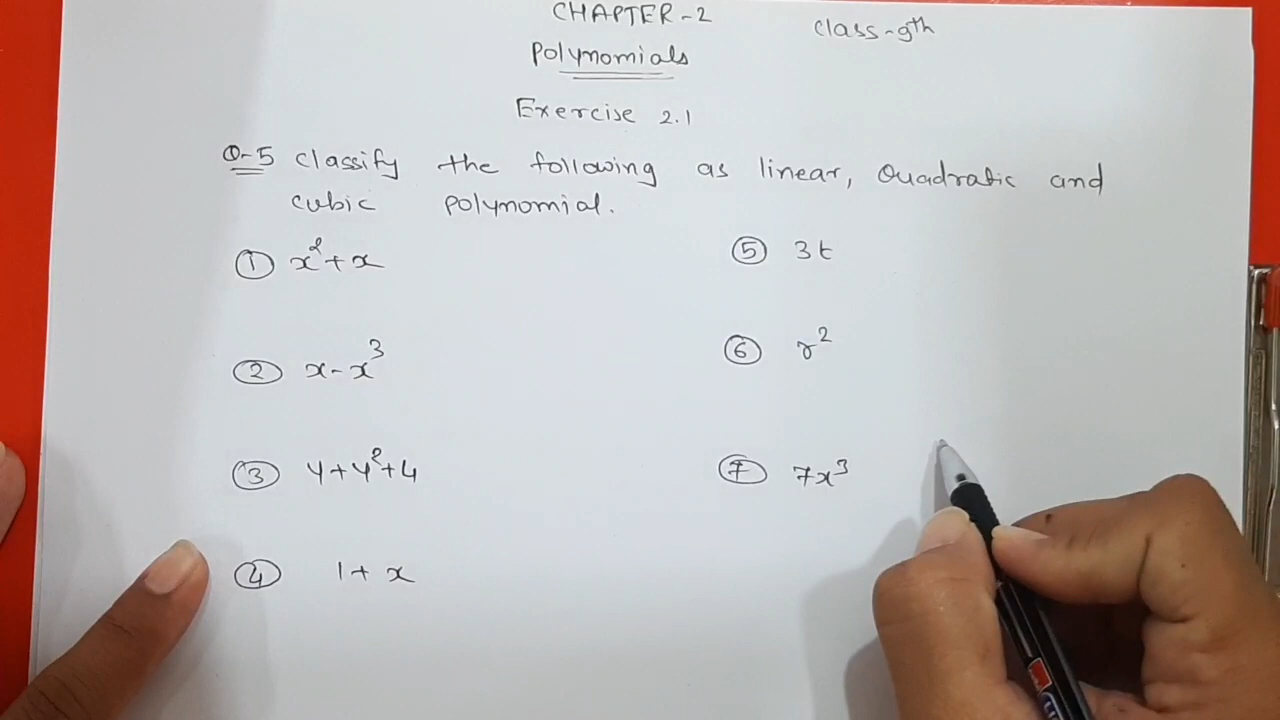 CHAPTER-2
Class-9th
Polynomials
Exercise 2.1
Q-5 Classify the following as linear, Quadratic and
cubic polynomial.
① x²+x
② x-x³
③ y+y²+4
④ 1+x
⑤ 3t
⑥ r²
⑦ 7x³